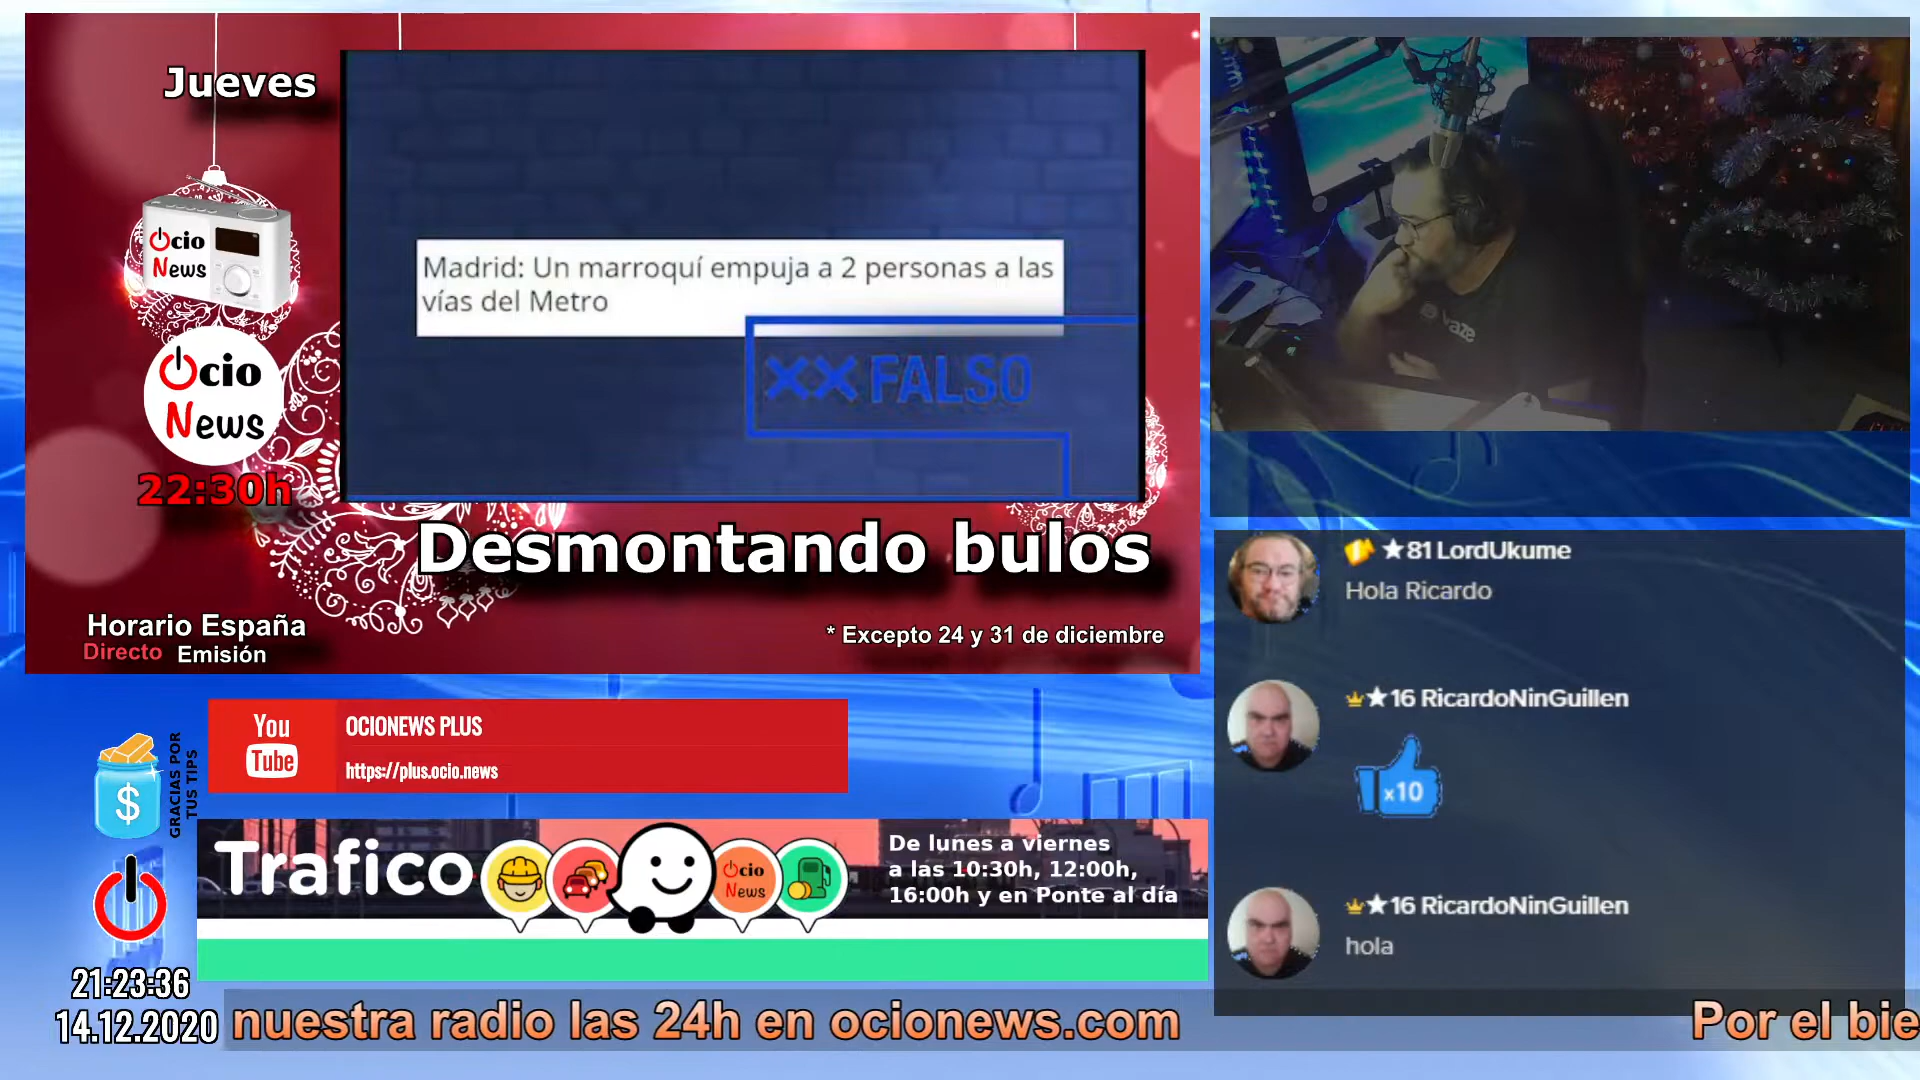 Jueves
Ocio
News
Ocio
News
22:30h
Madrid: Un marroquí empuja a 2 personas a las
vías del Metro
XX FALSO
Desmontando bulos
Horario España
Directo Emisión
* Excepto 24 y 31 de diciembre
You
Tube
OCIONEWS PLUS
https://plus.ocio.news
$
GRACIAS POR
TUS TIPS
Trafico
Ocio
News
De lunes a viernes
a las 10:30h, 12:00h,
16:00h y en Ponte al día
21:23:36
14.12.2020
nuestra radio las 24h en ocionews.com
Por el bie
waze
★81 LordUkume
Hola Ricardo
★16 RicardoNinGuillen
x10
★16 RicardoNinGuillen
hola